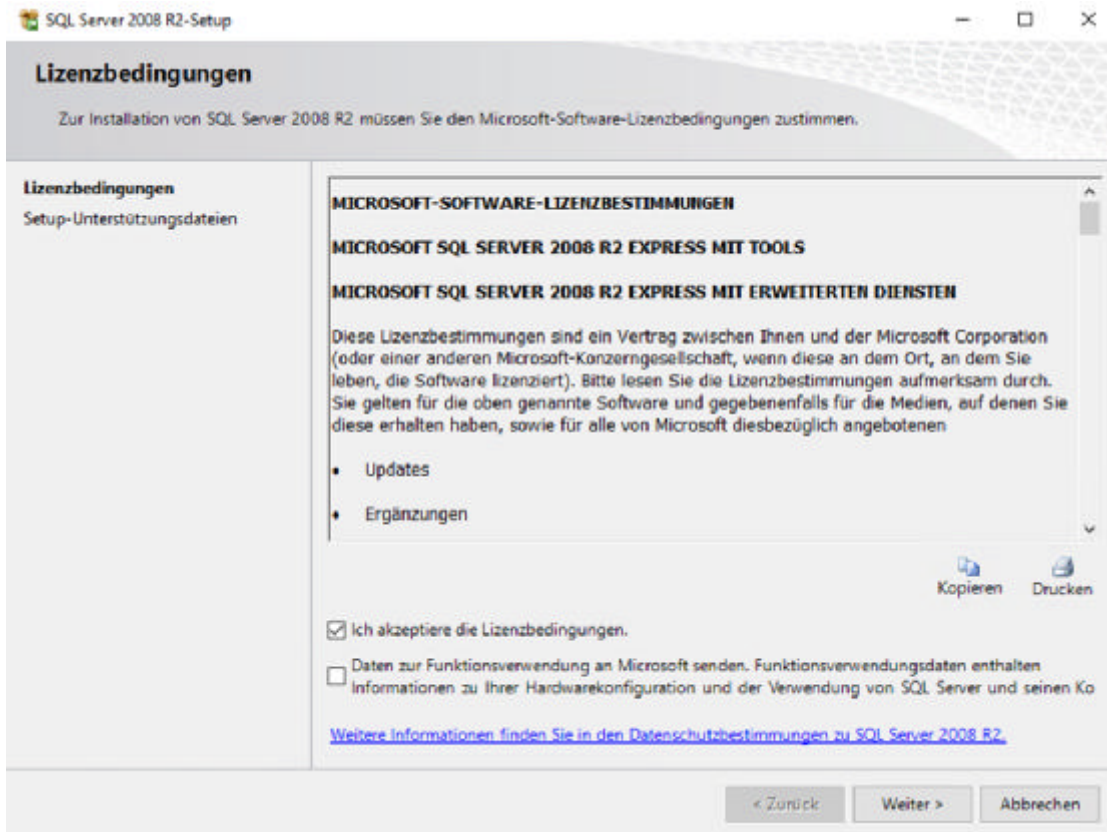 SQL Server 2008 R2-Setup
Lizenzbedingungen
Zur Installation von SQL Server 2008 R2 müssen Sie den Microsoft-Software-Lizenzbedingungen zustimmen.
Lizenzbedingungen
Setup-Unterstützungsdateien
MICROSOFT-SOFTWARE-LIZENZBESTIMMUNGEN
MICROSOFT SQL SERVER 2008 R2 EXPRESS MIT TOOLS
MICROSOFT SQL SERVER 2008 R2 EXPRESS MIT ERWEITERTEN DIENSTEN
Diese Lizenzbestimmungen sind ein Vertrag zwischen Ihnen und der Microsoft Corporation
(oder einer anderen Microsoft-Konzerngesellschaft, wenn diese an dem Ort, an dem Sie
leben, die Software lizenziert). Bitte lesen Sie die Lizenzbestimmungen aufmerksam durch.
Sie gelten für die oben genannte Software und gegebenenfalls für die Medien, auf denen Sie
diese erhalten haben, sowie für alle von Microsoft diesbezüglich angebotenen
• Updates
• Ergänzungen
Kopieren Drucken
Ich akzeptiere die Lizenzbedingungen.
Daten zur Funktionsverwendung an Microsoft senden. Funktionsverwendungsdaten enthalten
Informationen zu Ihrer Hardwarekonfiguration und der Verwendung von SQL Server und seinen Ko
Weitere Informationen finden Sie in den Datenschutzbestimmungen zu SQL Server 2008 R2.
< Zurück Weiter > Abbrechen